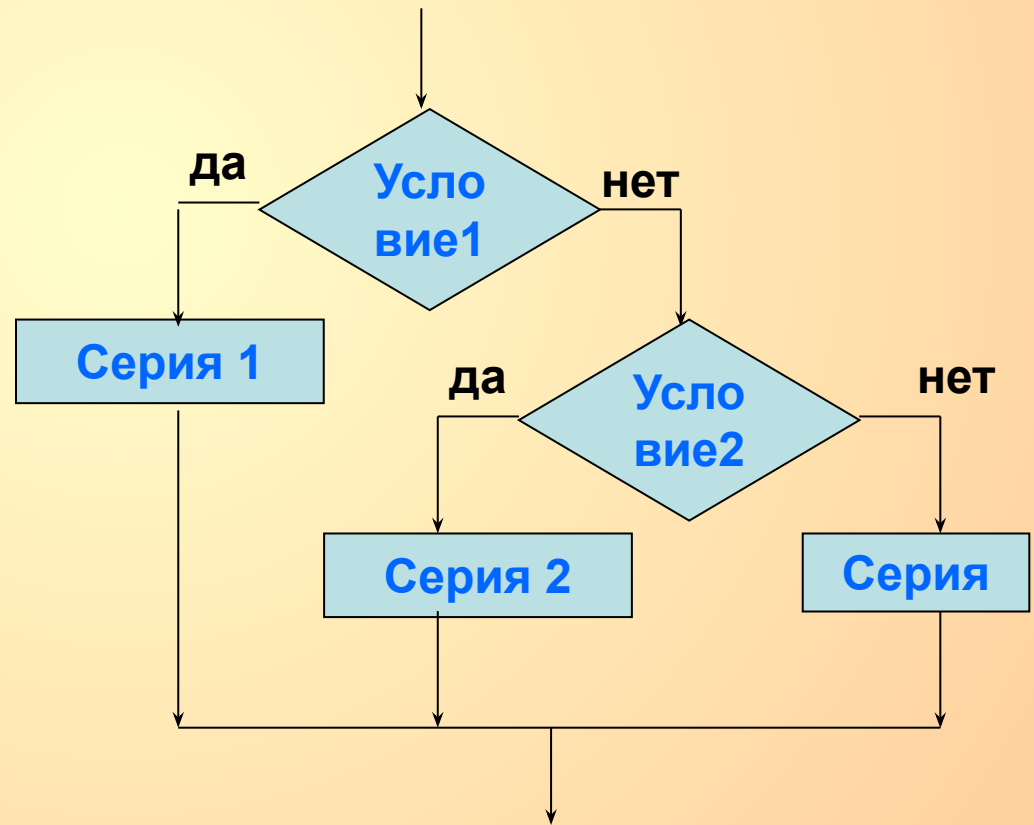 да
Усло
вие1
нет
Серия 1
да
Усло
вие2
нет
Серия 2
Серия